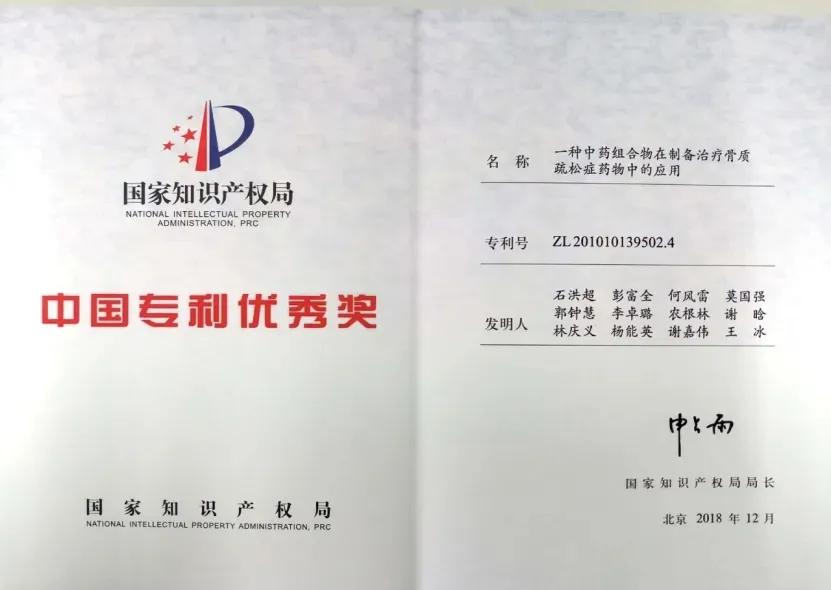 国家知识产权局
NATIONAL INTELLECTUAL PROPERTY
ADMINISTRATION, PRC
中国专利优秀奖
国家知识产权局
NATIONAL INTELLECTUAL PROPERTY ADMINISTRATION, PRC
名 称 一种中药组合物在制备治疗骨质
疏松症药物中的应用
专利号 ZL 201010139502.4
石洪超 彭富全 何风雷 莫国强
发明人 郭钟慧 李卓璐 农根林 谢 晗
林庆义 杨能英 谢嘉伟 王 冰
申长雨
国家知识产权局局长
北京 2018 年 12 月